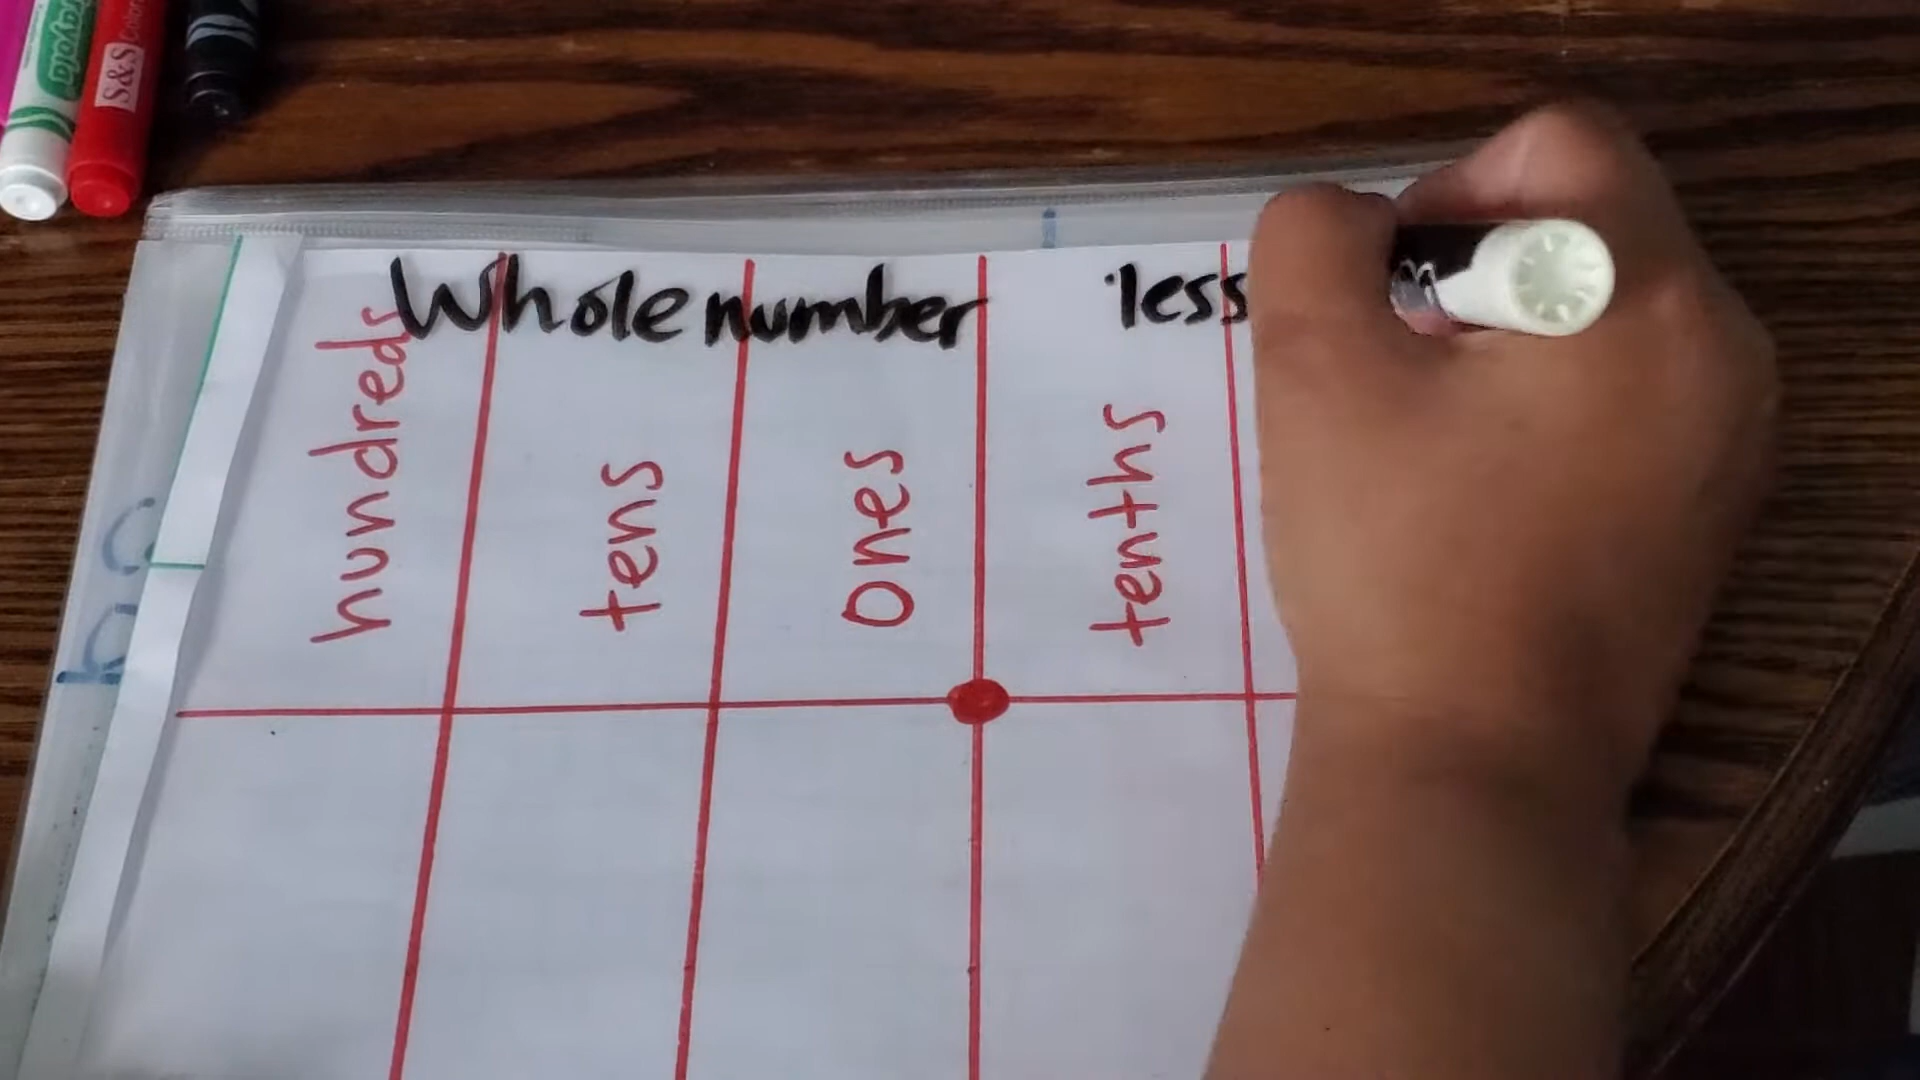 Crayola
S&S
Whole number less
hundreds
tens
ones
tenths